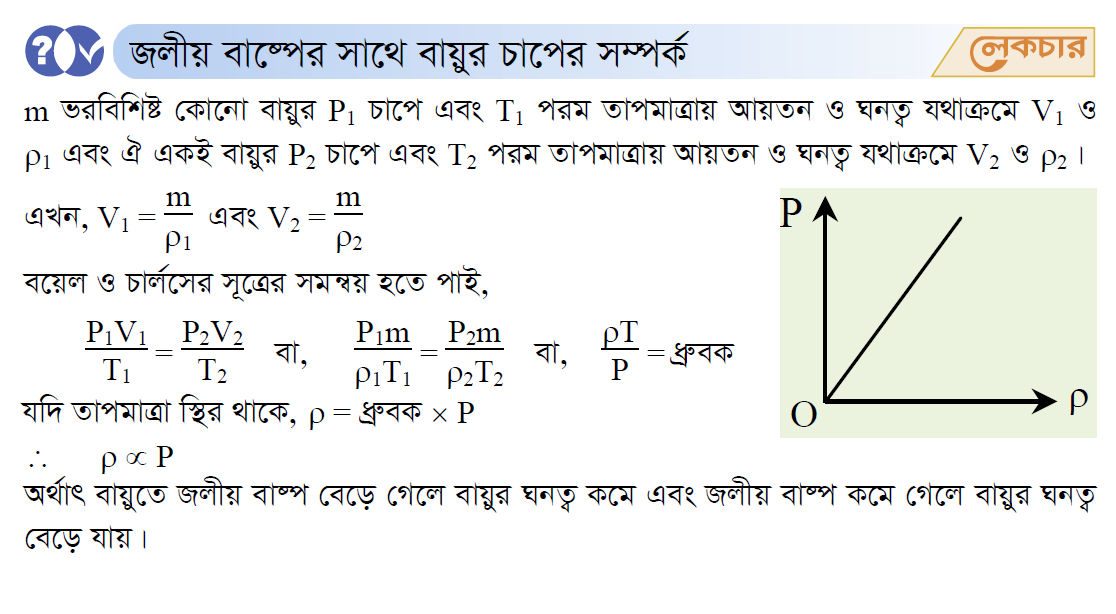 জলীয় বাষ্পের সাথে বায়ুর চাপের সম্পর্ক
লেকচার
m ভরবিশিষ্ট কোনো বায়ুর P₁ চাপে এবং T₁ পরম তাপমাত্রায় আয়তন ও ঘনত্ব যথাক্রমে V₁ ও
ρ₁ এবং ঐ একই বায়ুর P₂ চাপে এবং T₂ পরম তাপমাত্রায় আয়তন ও ঘনত্ব যথাক্রমে V₂ ও ρ₂।
এখন, V₁ = m/ρ₁ এবং V₂ = m/ρ₂
বয়েল ও চার্লসের সূত্রের সমন্বয় হতে পাই,
P₁V₁/T₁ = P₂V₂/T₂ বা, P₁m/ρ₁T₁ = P₂m/ρ₂T₂ বা, ρT/P = ধ্রুবক
যদি তাপমাত্রা স্থির থাকে, ρ = ধ্রুবক × P
∴ ρ ∝ P
P
O
ρ
অর্থাৎ বায়ুতে জলীয় বাষ্প বেড়ে গেলে বায়ুর ঘনত্ব কমে এবং জলীয় বাষ্প কমে গেলে বায়ুর ঘনত্ব
বেড়ে যায়।